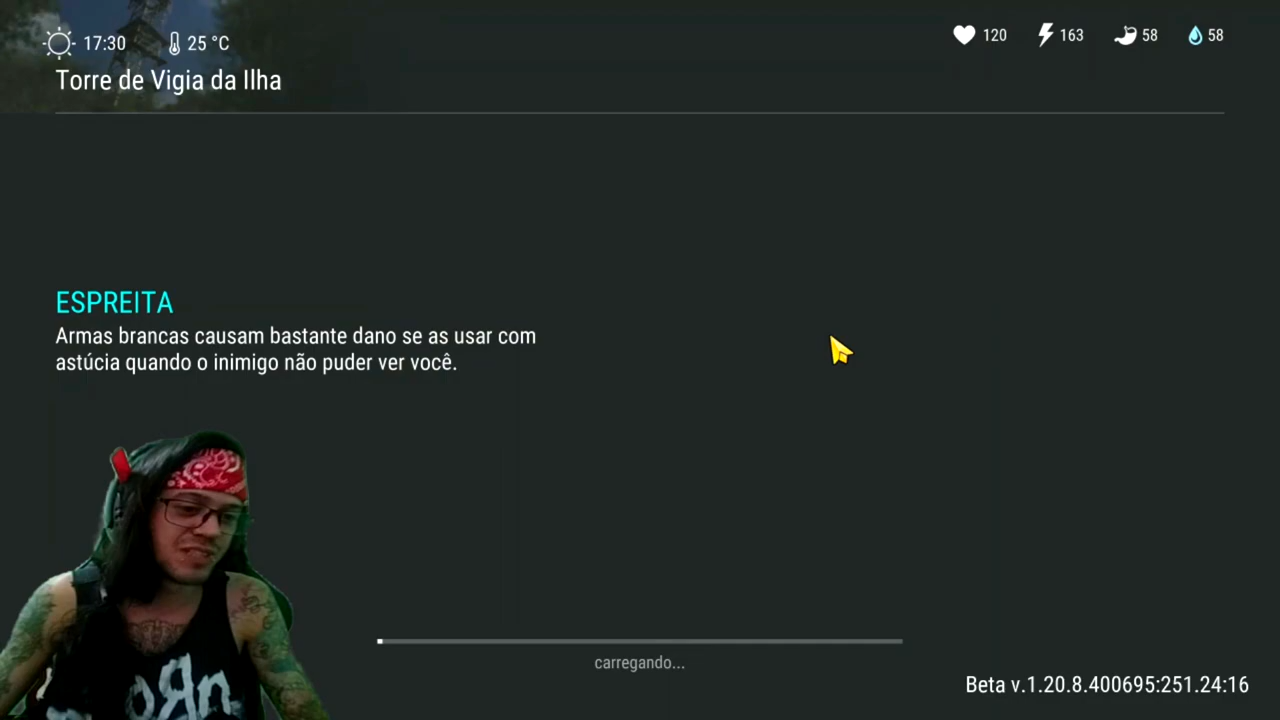 17:30 25 °C
120 163 58 58
Torre de Vigia da Ilha
ESPREITA
Armas brancas causam bastante dano se as usar com
astúcia quando o inimigo não puder ver você.
carregando...
Beta v.1.20.8.400695:251.24:16